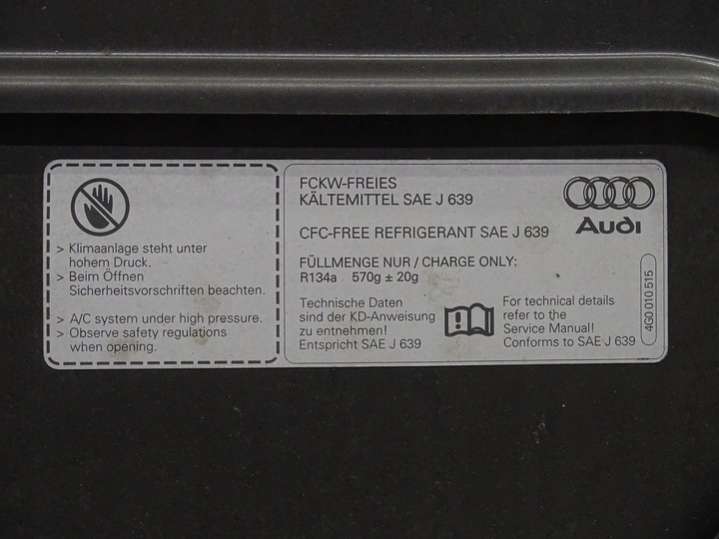 > Klimaanlage steht unter
hohem Druck.
> Beim Öffnen
Sicherheitsvorschriften beachten.
> A/C system under high pressure.
> Observe safety regulations
when opening.
FCKW-FREIES
KÄLTEMITTEL SAE J 639
CFC-FREE REFRIGERANT SAE J 639
FÜLLMENGE NUR / CHARGE ONLY:
R134a 570g ± 20g
Technische Daten
sind der KD-Anweisung
zu entnehmen!
Entspricht SAE J 639
For technical details
refer to the
Service Manual!
Conforms to SAE J 639
Audi
4G0 010 515